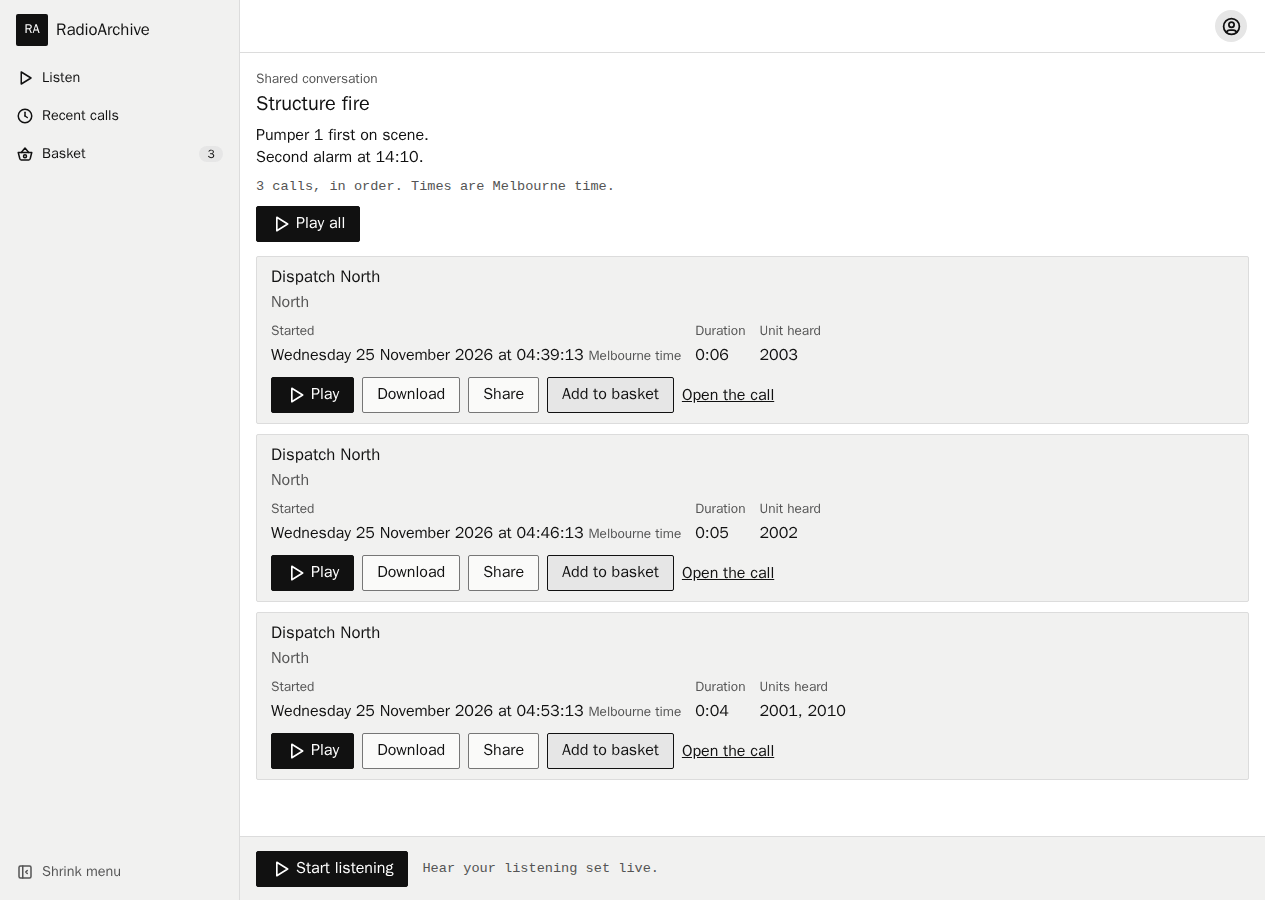 RA RadioArchive
Listen
Recent calls
Basket 3
Shrink menu
Shared conversation
Structure fire
Pumper 1 first on scene.
Second alarm at 14:10.
3 calls, in order. Times are Melbourne time.
Play all
Dispatch North
North
Started Duration Unit heard
Wednesday 25 November 2026 at 04:39:13 Melbourne time 0:06 2003
Play Download Share Add to basket Open the call
Dispatch North
North
Started Duration Unit heard
Wednesday 25 November 2026 at 04:46:13 Melbourne time 0:05 2002
Play Download Share Add to basket Open the call
Dispatch North
North
Started Duration Units heard
Wednesday 25 November 2026 at 04:53:13 Melbourne time 0:04 2001, 2010
Play Download Share Add to basket Open the call
Start listening Hear your listening set live.